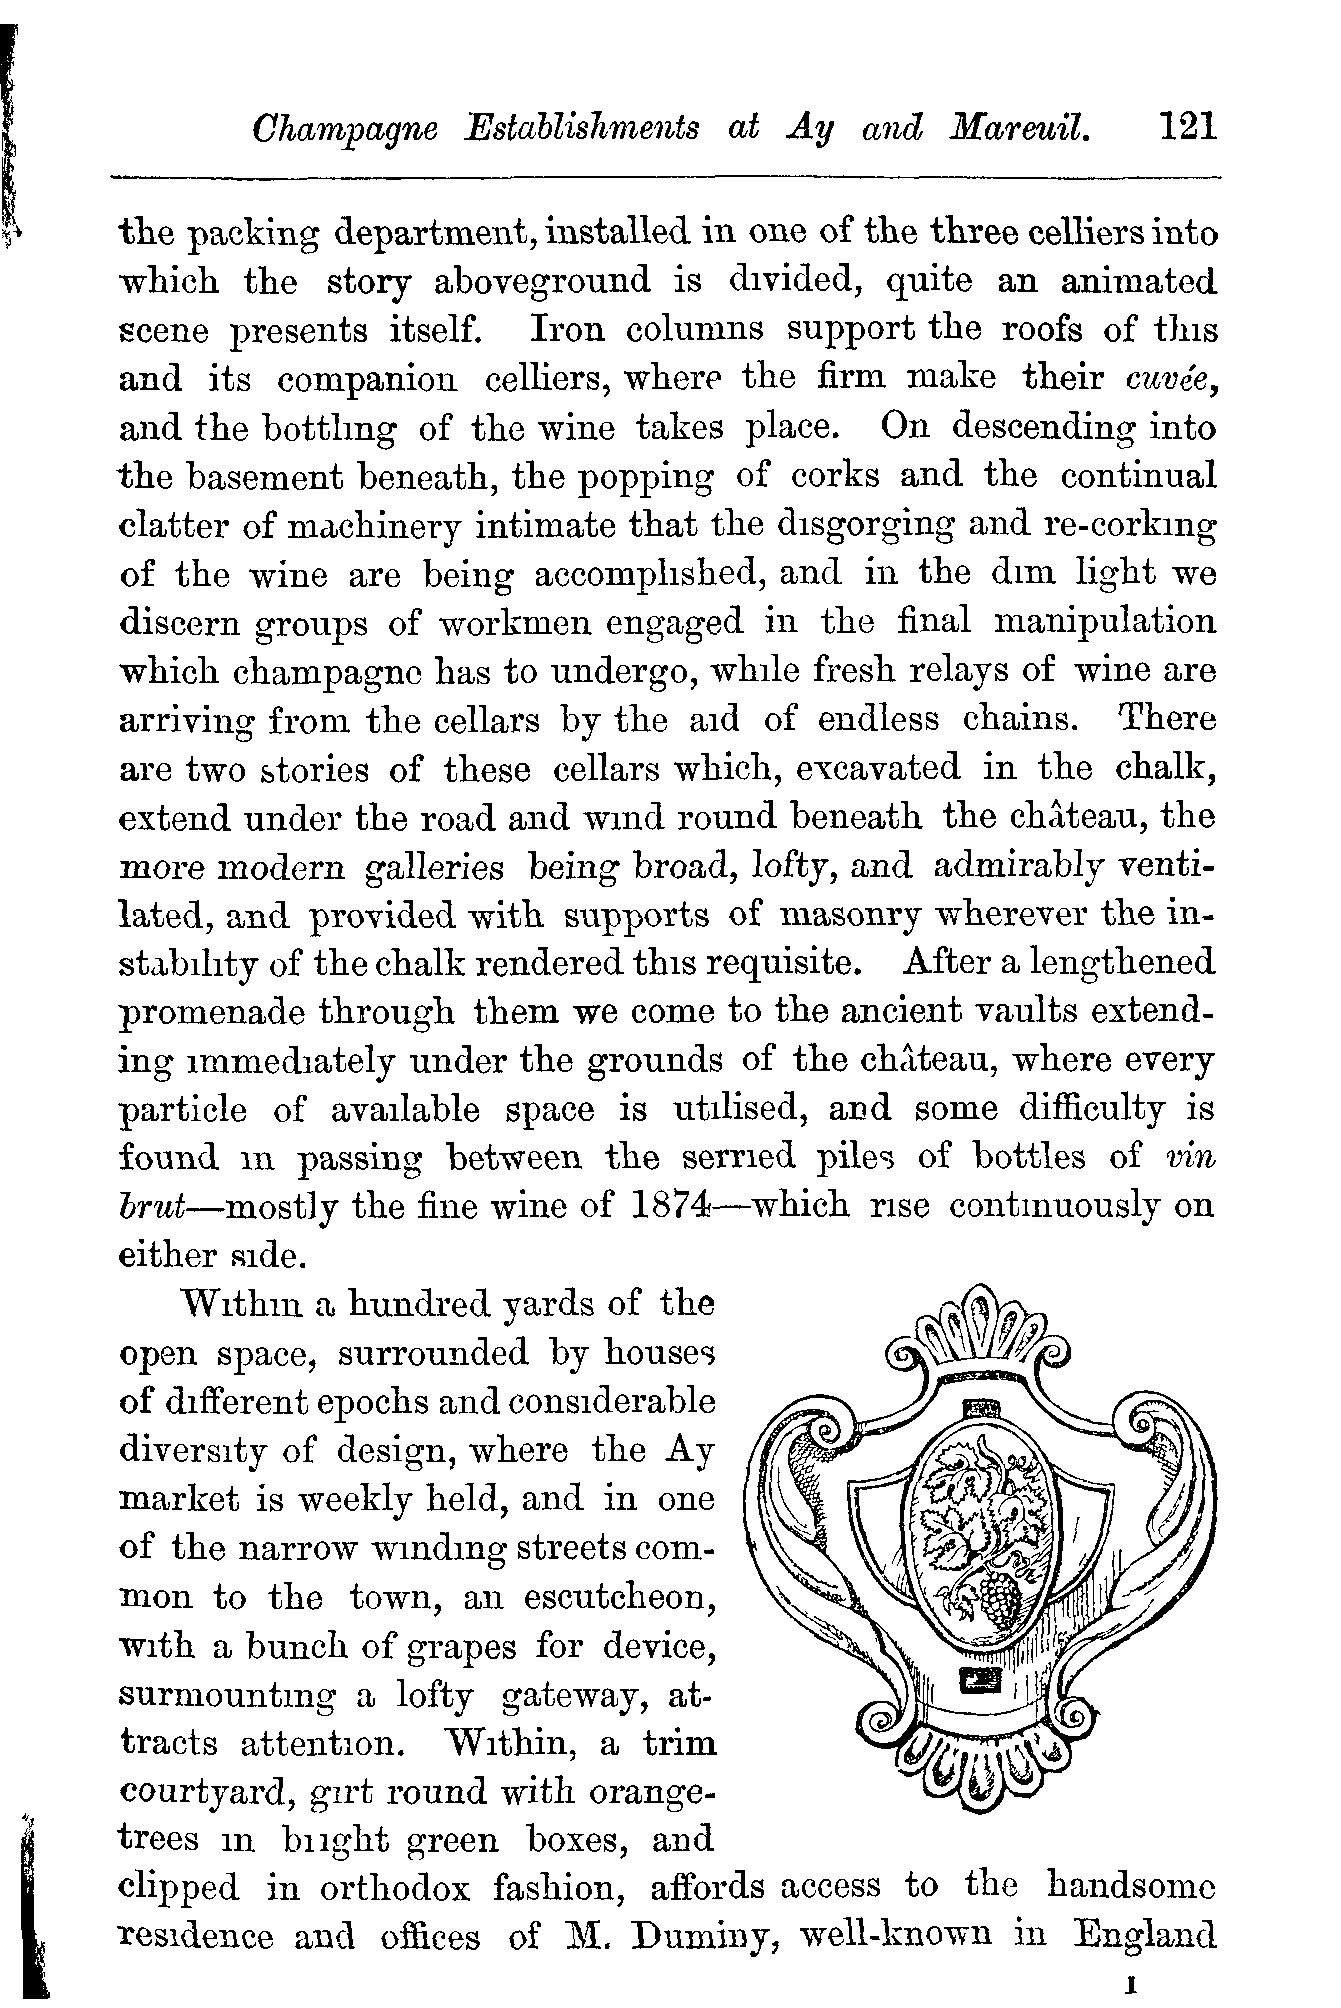 Champagne Establishments at Ay and Mareuil. 121
the packing department, installed in one of the three celliers into
which the story aboveground is divided, quite an animated
scene presents itself. Iron columns support the roofs of this
and its companion celliers, where the firm make their cuvée,
and the bottling of the wine takes place. On descending into
the basement beneath, the popping of corks and the continual
clatter of machinery intimate that the disgorging and re-corking
of the wine are being accomplished, and in the dim light we
discern groups of workmen engaged in the final manipulation
which champagne has to undergo, while fresh relays of wine are
arriving from the cellars by the aid of endless chains. There
are two stories of these cellars which, excavated in the chalk,
extend under the road and wind round beneath the château, the
more modern galleries being broad, lofty, and admirably venti-
lated, and provided with supports of masonry wherever the in-
stability of the chalk rendered this requisite. After a lengthened
promenade through them we come to the ancient vaults extend-
ing immediately under the grounds of the château, where every
particle of available space is utilised, and some difficulty is
found in passing between the serried piles of bottles of vin
brut—mostly the fine wine of 1874—which rise continuously on
either side.
Within a hundred yards of the
open space, surrounded by houses
of different epochs and considerable
diversity of design, where the Ay
market is weekly held, and in one
of the narrow winding streets com-
mon to the town, an escutcheon,
with a bunch of grapes for device,
surmounting a lofty gateway, at-
tracts attention. Within, a trim
courtyard, girt round with orange-
trees in bright green boxes, and
clipped in orthodox fashion, affords access to the handsome
residence and offices of M. Duminy, well-known in England
I